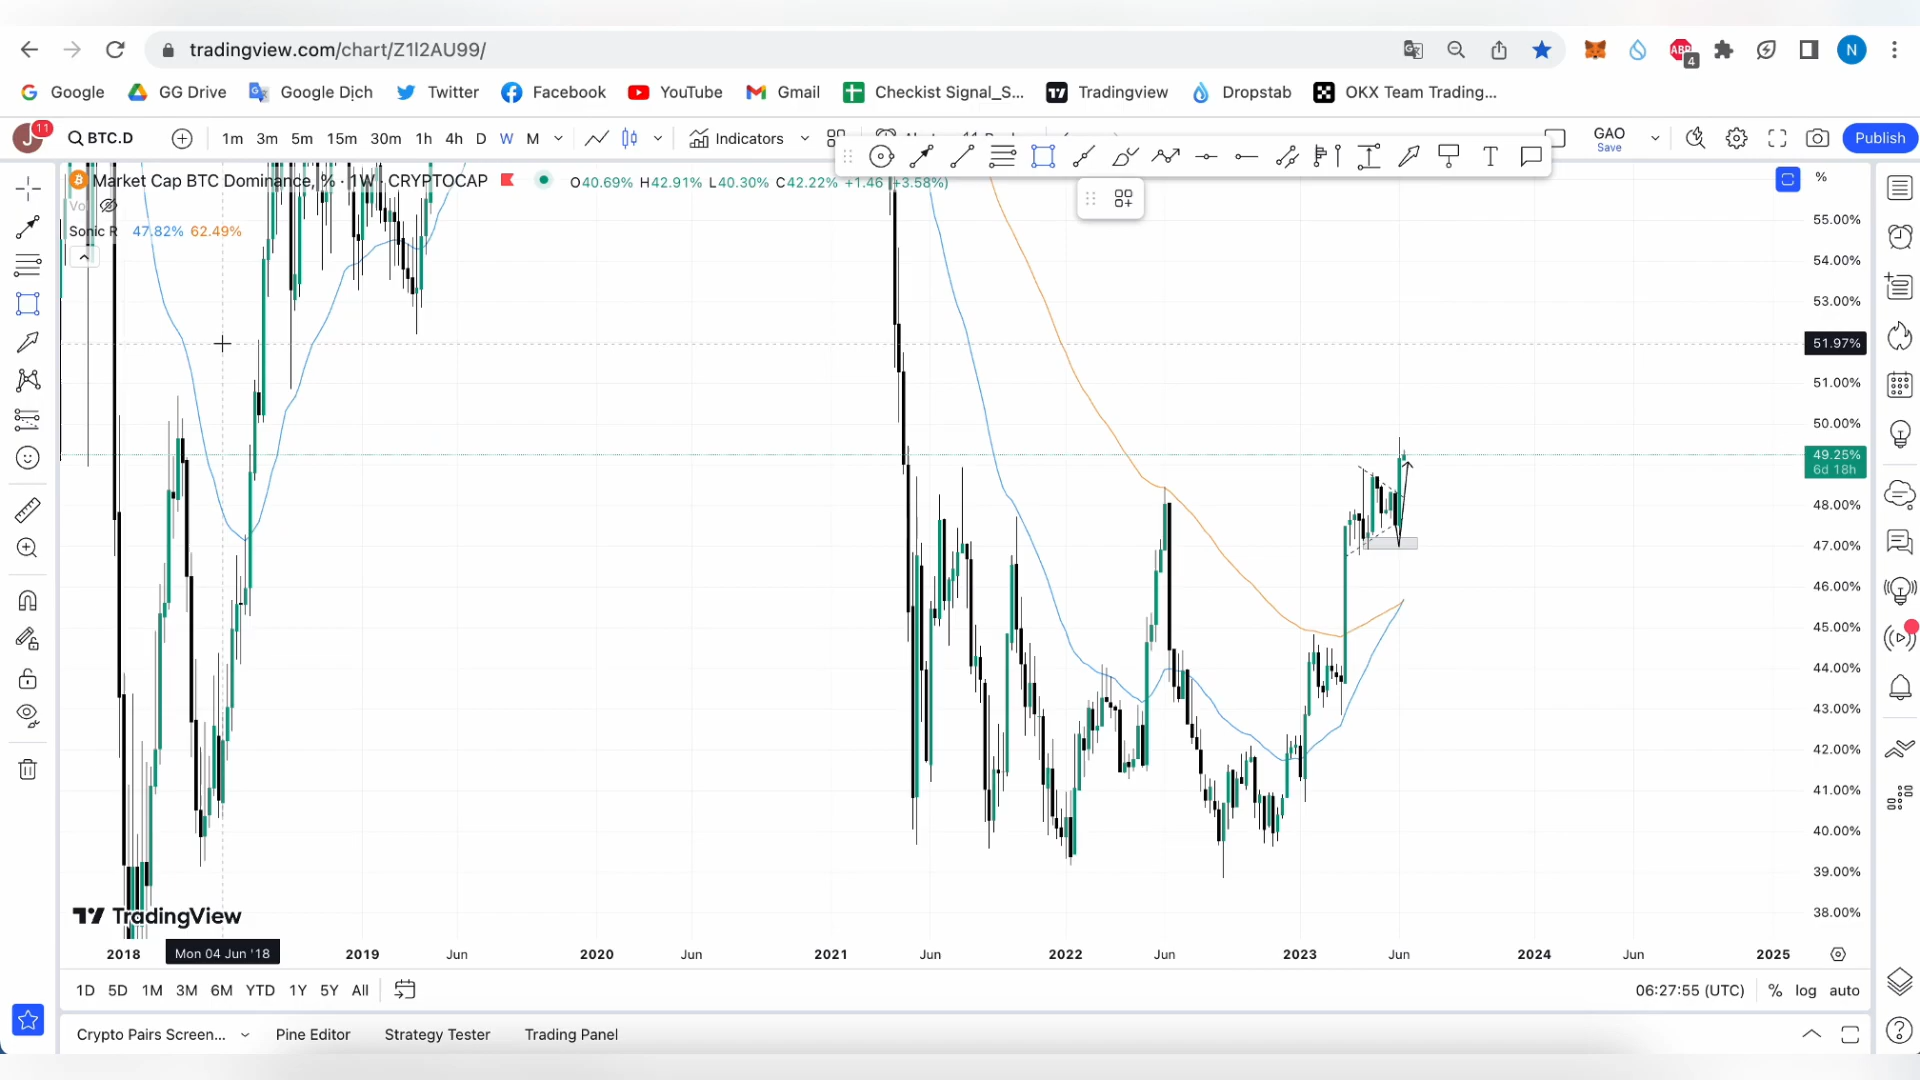 tradingview.com/chart/Z1l2AU99/
4
N
Google GG Drive Google Dịch Twitter Facebook YouTube Gmail Checkist Signal_S... Tradingview Dropstab OKX Team Trading...
J 11 BTC.D 1m 3m 5m 15m 30m 1h 4h D W M Indicators GAO Save Publish
Market Cap BTC Dominance, % · 1W · CRYPTOCAP O40.69% H42.91% L40.30% C42.22% +1.46 (+3.58%)
Vol
Sonic R 47.82% 62.49%
%
55.00%
54.00%
53.00%
51.97%
51.00%
50.00%
49.25%
6d 18h
48.00%
47.00%
46.00%
45.00%
44.00%
43.00%
42.00%
41.00%
40.00%
39.00%
38.00%
TradingView
2018 Mon 04 Jun '18 2019 Jun 2020 Jun 2021 Jun 2022 Jun 2023 Jun 2024 Jun 2025
1D 5D 1M 3M 6M YTD 1Y 5Y All 06:27:55 (UTC) % log auto
Crypto Pairs Screen... Pine Editor Strategy Tester Trading Panel